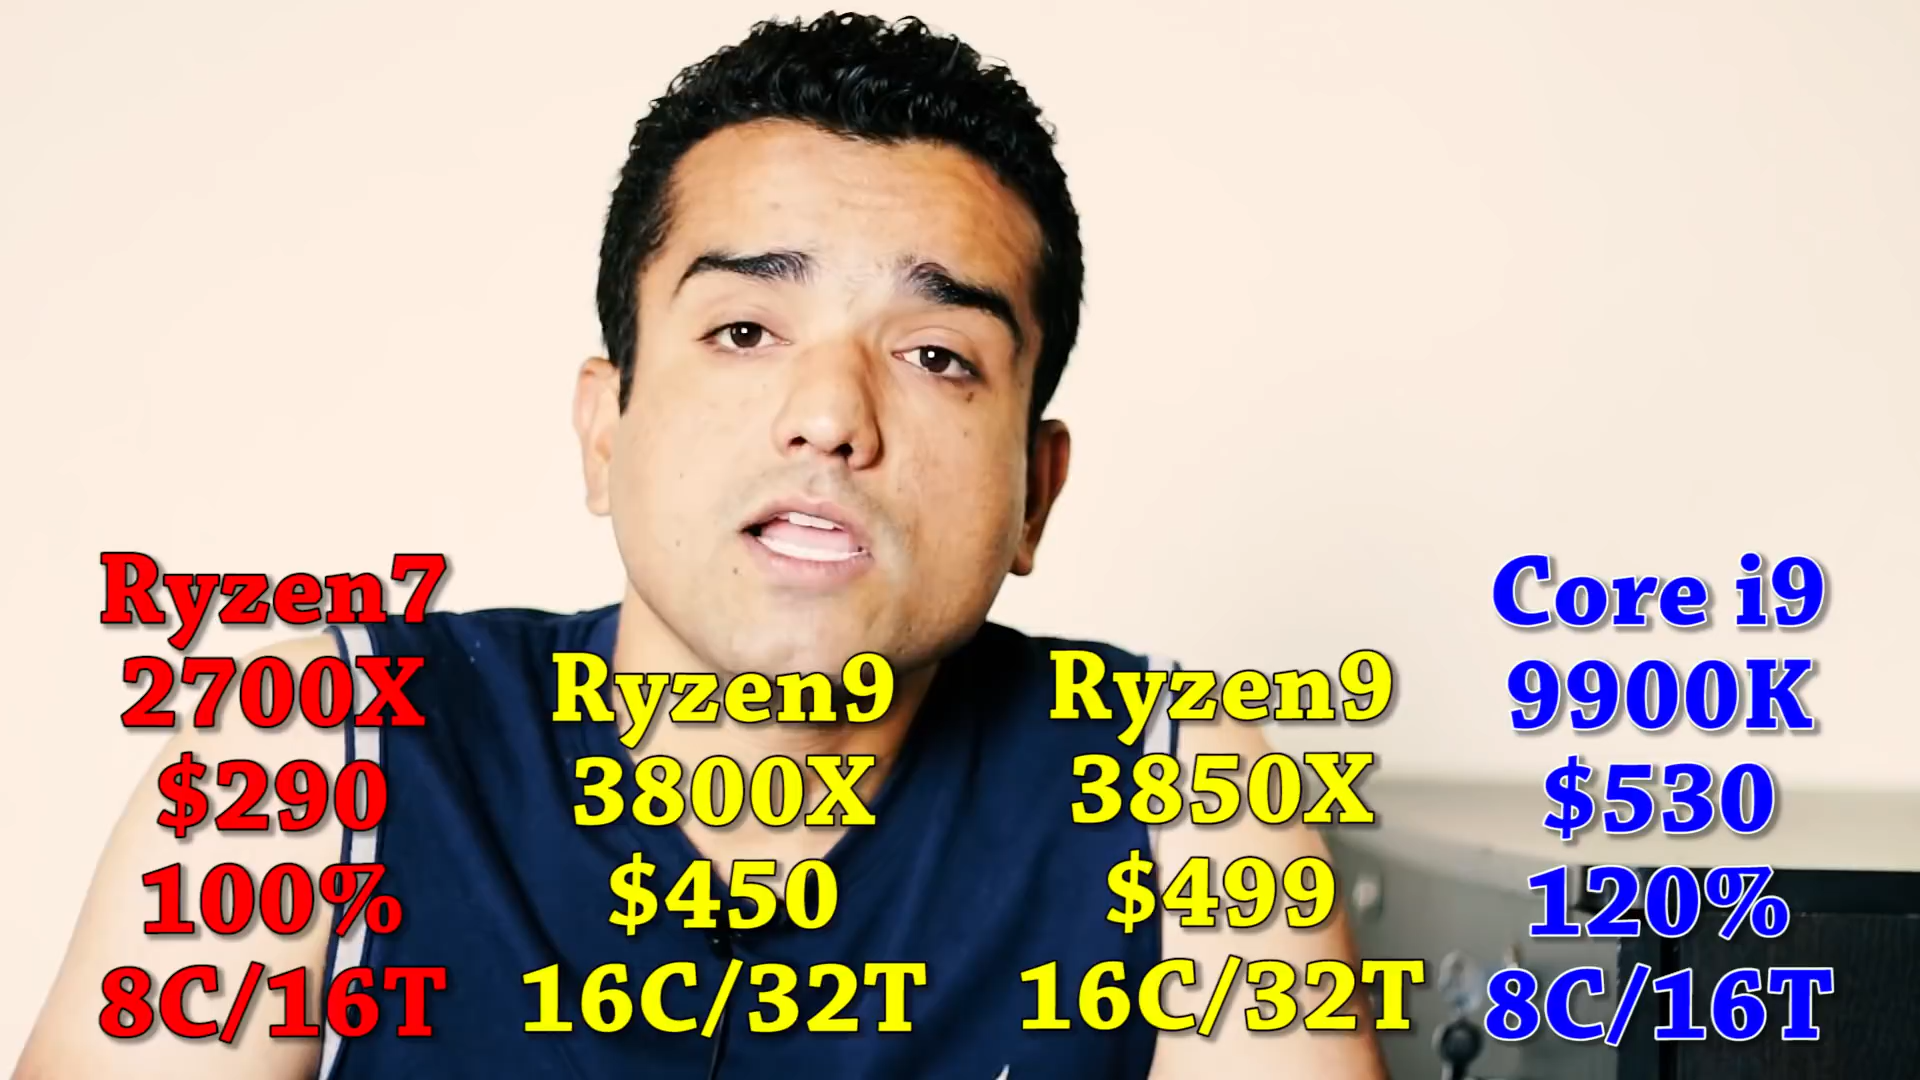 Ryzen7
2700X
$290
100%
8C/16T
Ryzen9
3800X
$450
16C/32T
Ryzen9
3850X
$499
16C/32T
Core i9
9900K
$530
120%
8C/16T